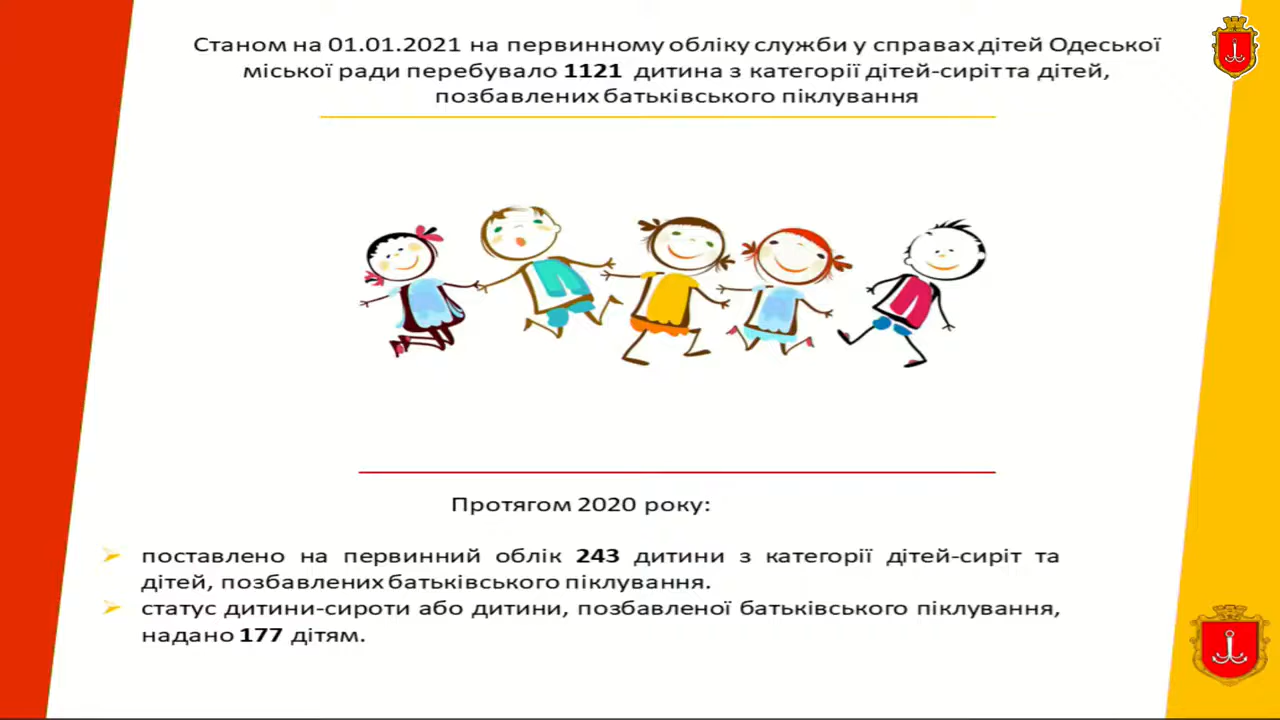 Станом на 01.01.2021 на первинному обліку служби у справах дітей Одеської
міської ради перебувало 1121 дитина з категорії дітей-сиріт та дітей,
позбавлених батьківського піклування
Протягом 2020 року:
поставлено на первинний облік 243 дитини з категорії дітей-сиріт та
дітей, позбавлених батьківського піклування.
статус дитини-сироти або дитини, позбавленої батьківського піклування,
надано 177 дітям.